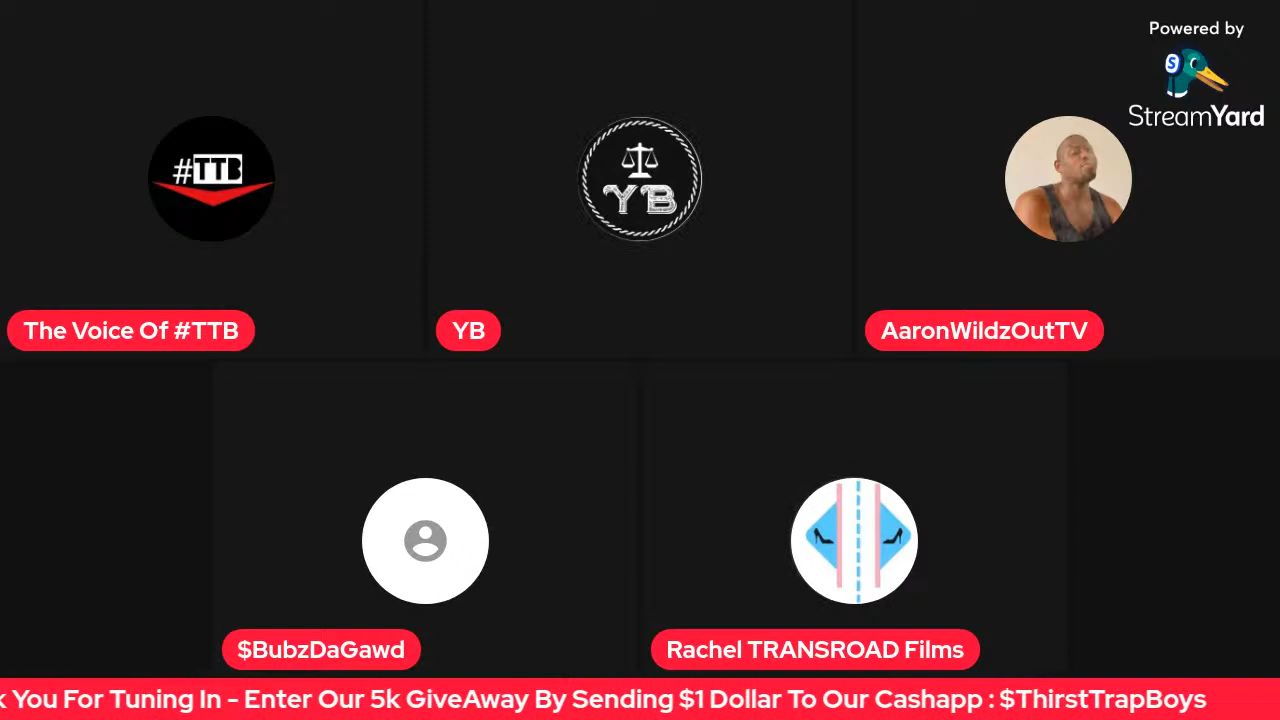 Powered by
S
StreamYard
#TTB
YB
The Voice Of #TTB
YB
AaronWildzOutTV
$BubzDaGawd
Rachel TRANSROAD Films
k You For Tuning In - Enter Our 5k GiveAway By Sending $1 Dollar To Our Cashapp : $ThirstTrapBoys